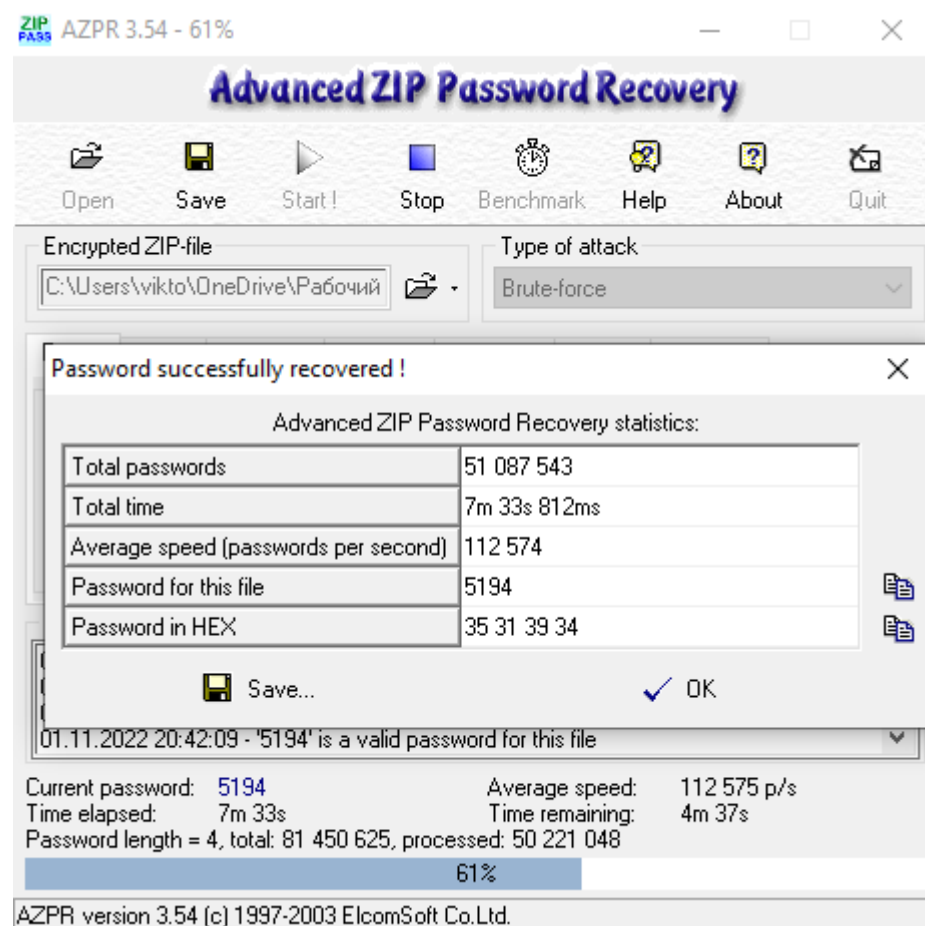 ZIP PASS AZPR 3.54 - 61%
Advanced ZIP Password Recovery
Open Save Start! Stop Benchmark Help About Quit
Encrypted ZIP-file Type of attack
C:\Users\vikto\OneDrive\Рабочий Brute-force
Password successfully recovered !
Advanced ZIP Password Recovery statistics:
Total passwords 51 087 543
Total time 7m 33s 812ms
Average speed (passwords per second) 112 574
Password for this file 5194
Password in HEX 35 31 39 34
Save... OK
01.11.2022 20:42:09 - '5194' is a valid password for this file
Current password: 5194 Average speed: 112 575 p/s
Time elapsed: 7m 33s Time remaining: 4m 37s
Password length = 4, total: 81 450 625, processed: 50 221 048
61%
AZPR version 3.54 (c) 1997-2003 ElcomSoft Co.Ltd.